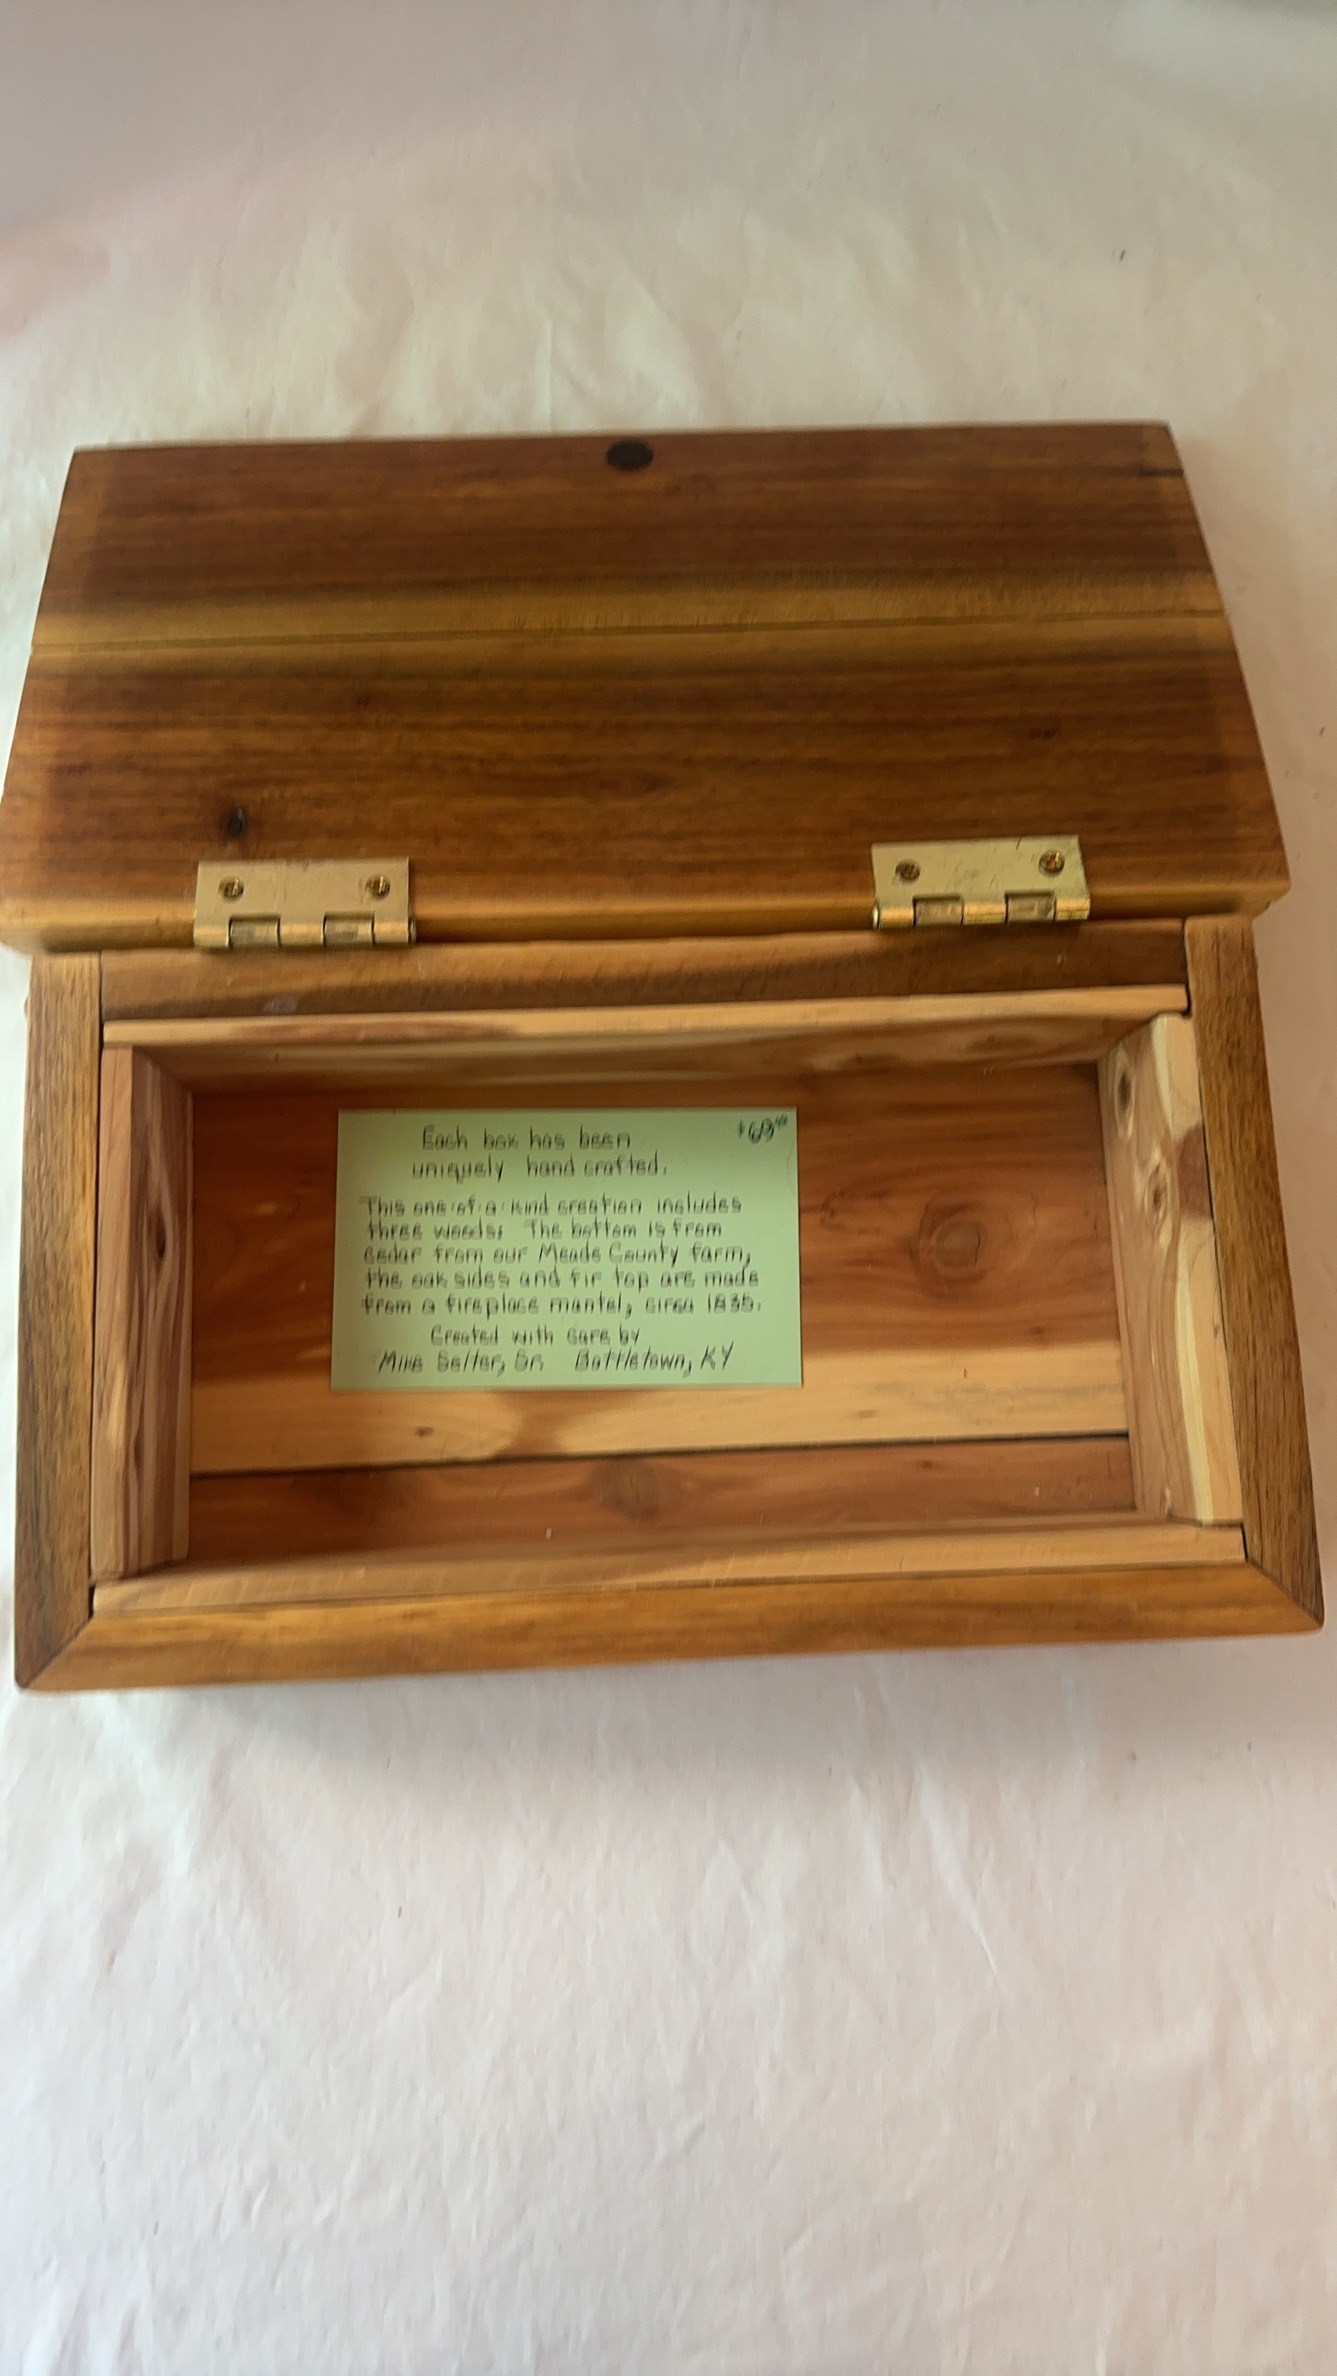 Each box has been
$69.00
uniquely hand crafted.
This one-of-a-kind creation includes
three woods; The bottom is from
cedar from our Meade County farm,
the oak sides and fir top are made
from a fireplace mantel, circa 1835.
Created with care by
Mike Selter, Sr. Battletown, KY